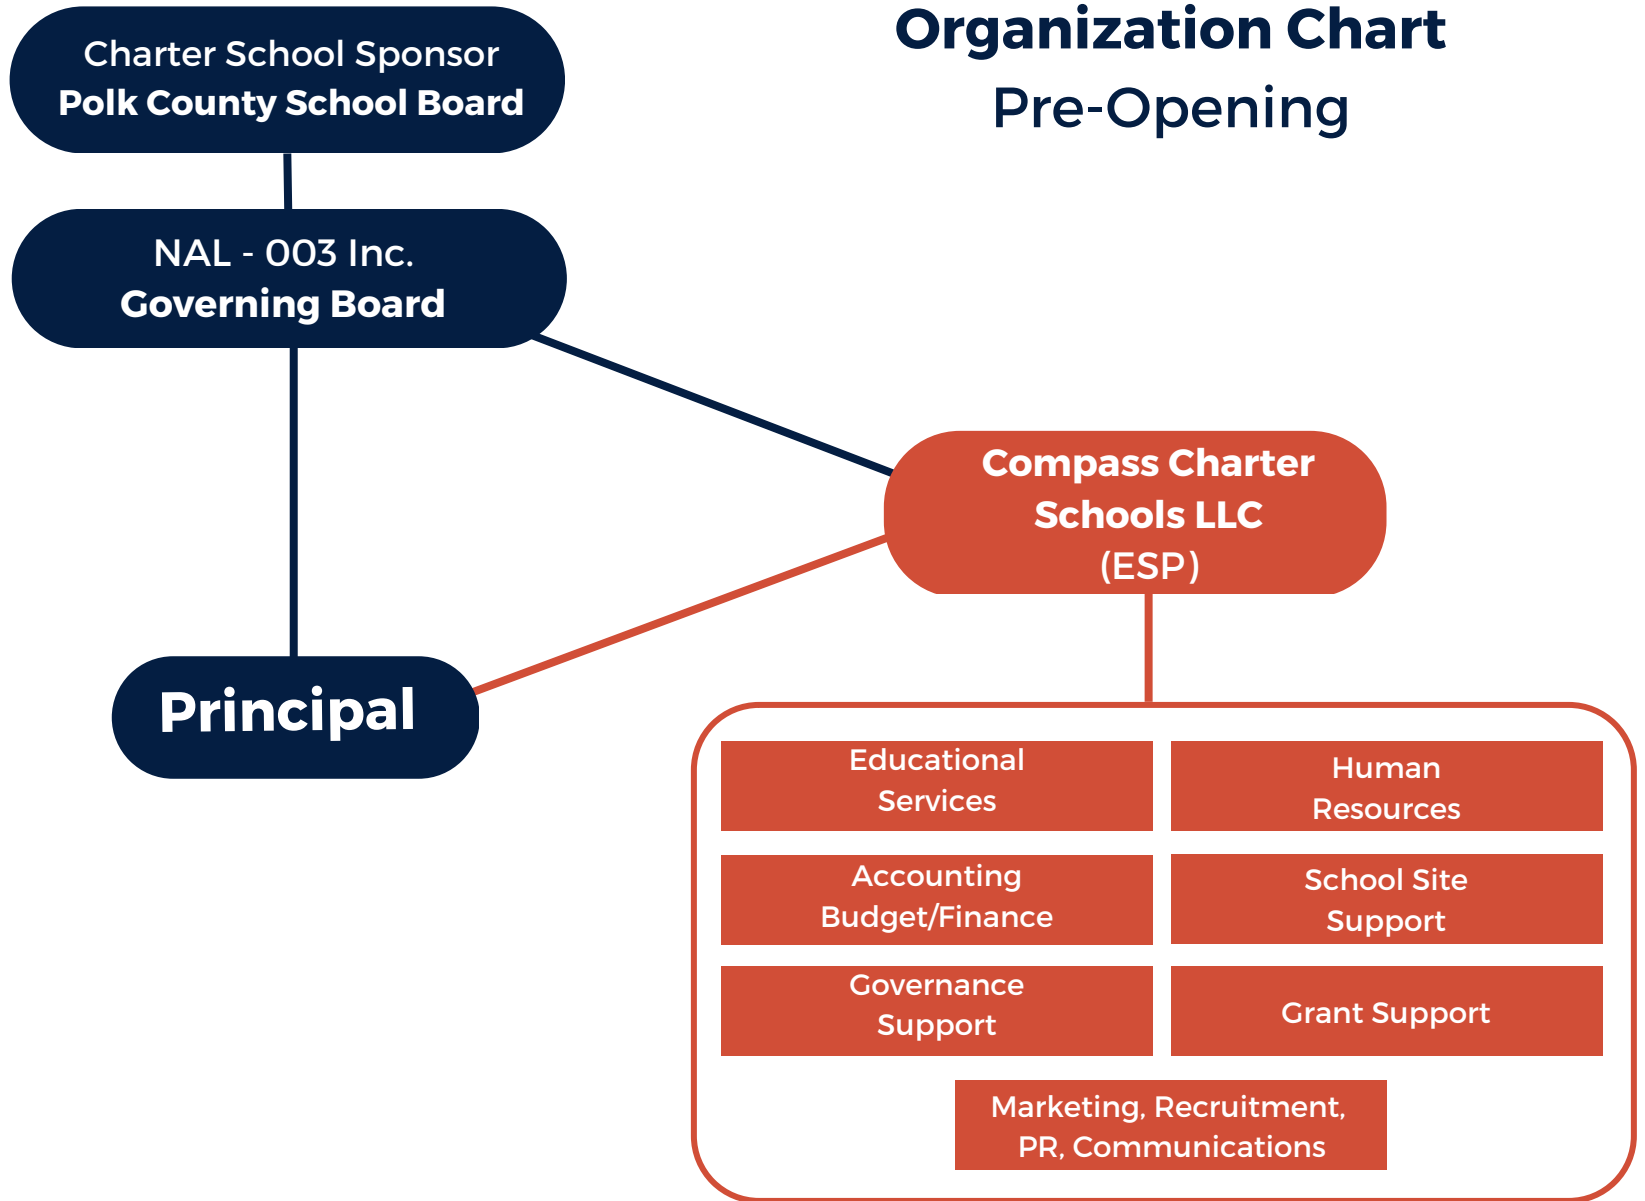 Organization Chart
Pre-Opening
Charter School Sponsor
Polk County School Board
NAL - 003 Inc.
Governing Board
Compass Charter
Schools LLC
(ESP)
Principal
Educational
Services
Human
Resources
Accounting
Budget/Finance
School Site
Support
Governance
Support
Grant Support
Marketing, Recruitment,
PR, Communications